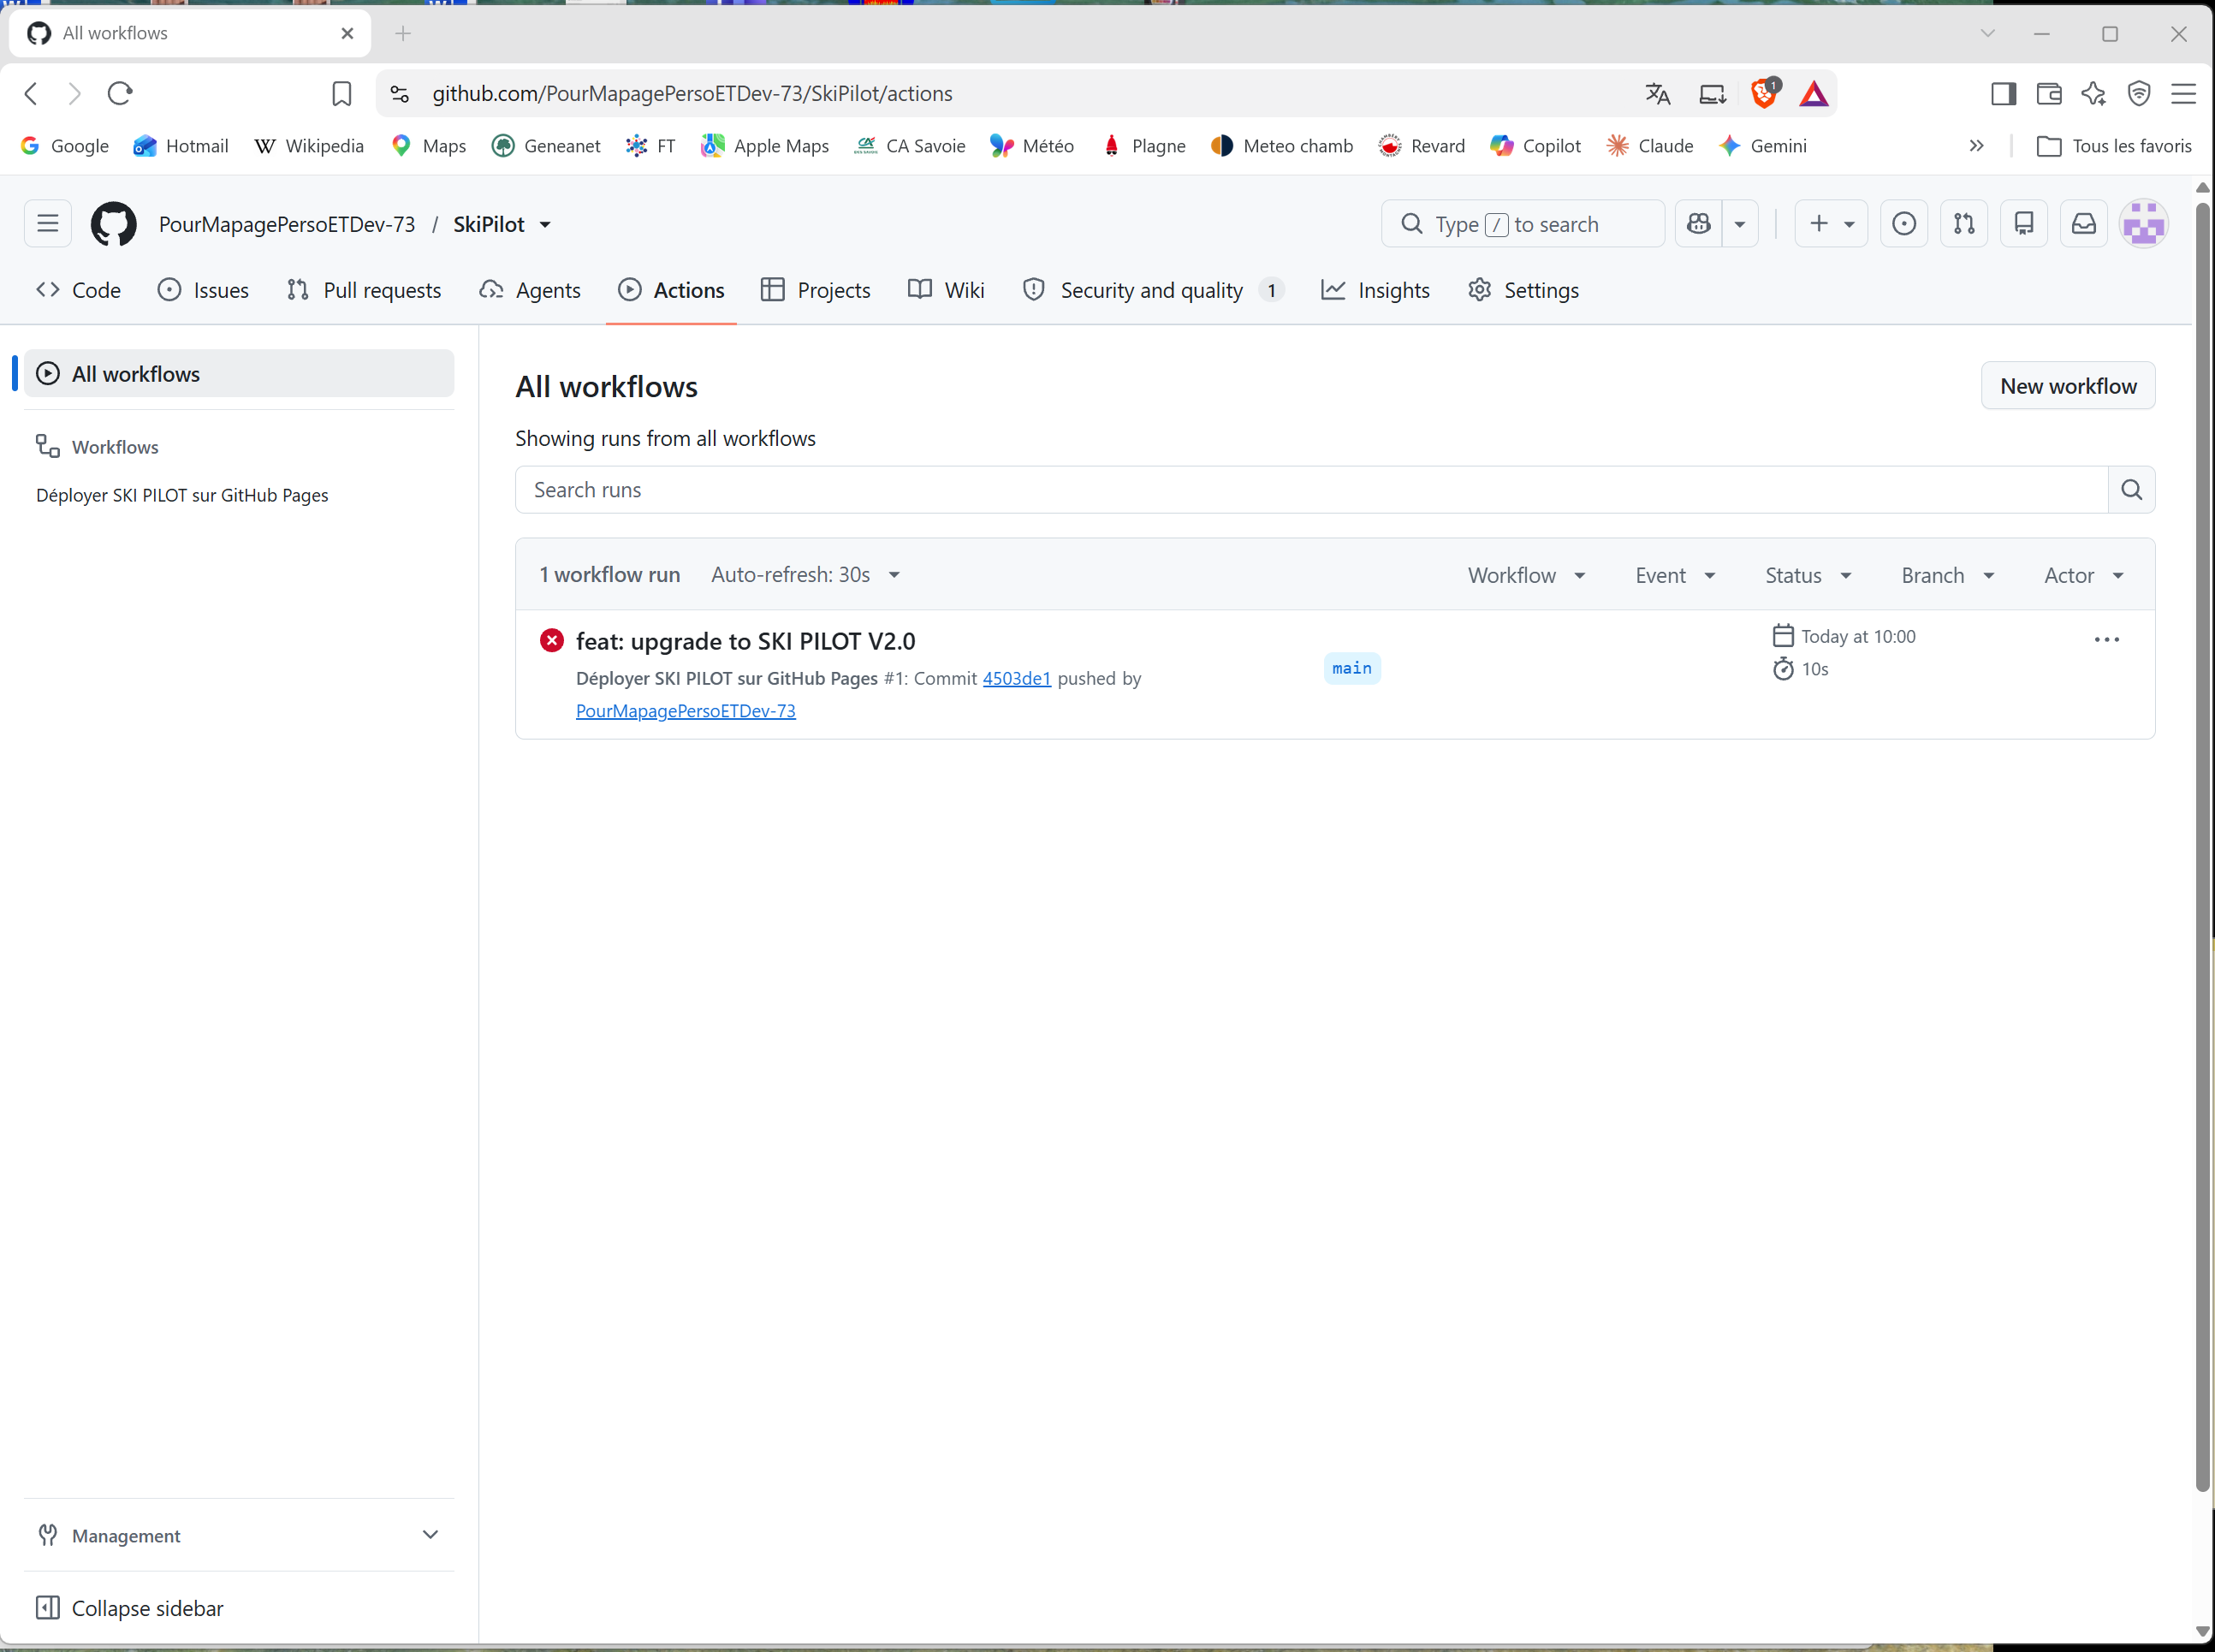 All workflows
github.com/PourMapagePersoETDev-73/SkiPilot/actions
1
Google Hotmail Wikipedia Maps Geneanet FT Apple Maps CA Savoie Météo Plagne Meteo chamb Revard Copilot Claude Gemini Tous les favoris
PourMapagePersoETDev-73 / SkiPilot
Type / to search
Code Issues Pull requests Agents Actions Projects Wiki Security and quality 1 Insights Settings
All workflows
Workflows
Déployer SKI PILOT sur GitHub Pages
All workflows
New workflow
Showing runs from all workflows
Search runs
1 workflow run Auto-refresh: 30s Workflow Event Status Branch Actor
feat: upgrade to SKI PILOT V2.0
Déployer SKI PILOT sur GitHub Pages #1: Commit 4503de1 pushed by
PourMapagePersoETDev-73
main
Today at 10:00
10s
Management
Collapse sidebar